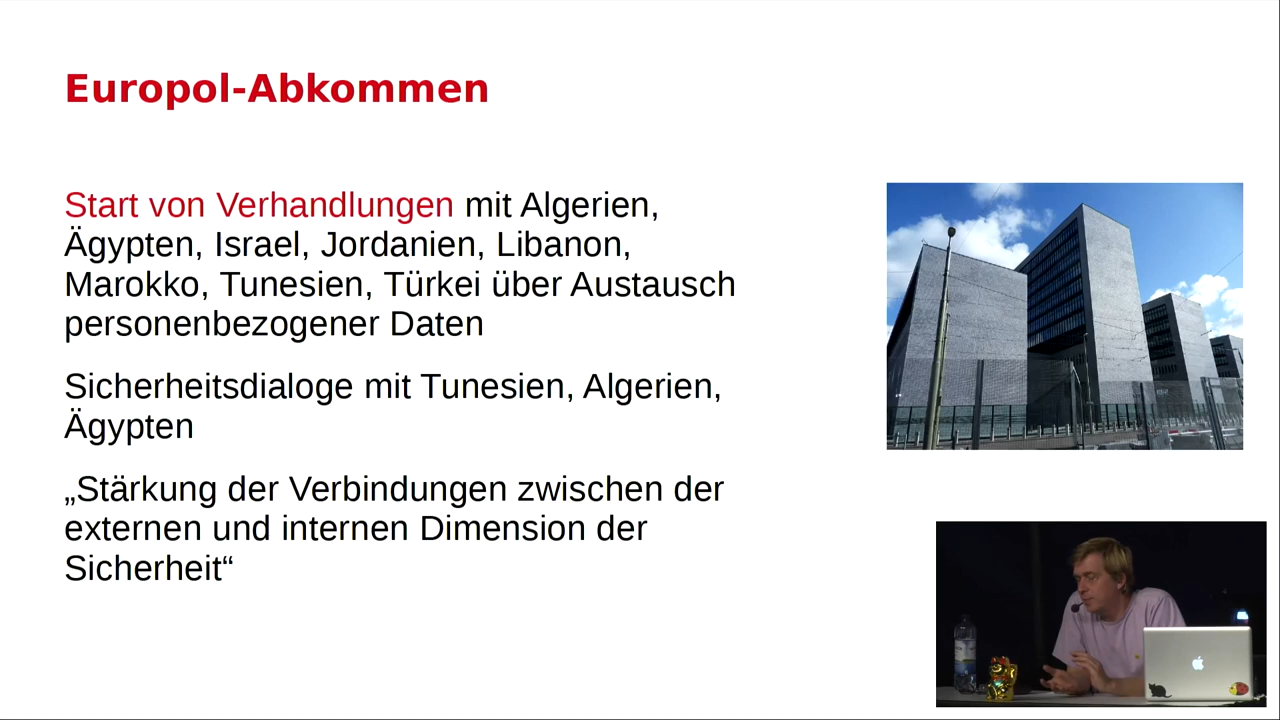 Europol-Abkommen
Start von Verhandlungen mit Algerien,
Ägypten, Israel, Jordanien, Libanon,
Marokko, Tunesien, Türkei über Austausch
personenbezogener Daten
Sicherheitsdialoge mit Tunesien, Algerien,
Ägypten
„Stärkung der Verbindungen zwischen der
externen und internen Dimension der
Sicherheit“